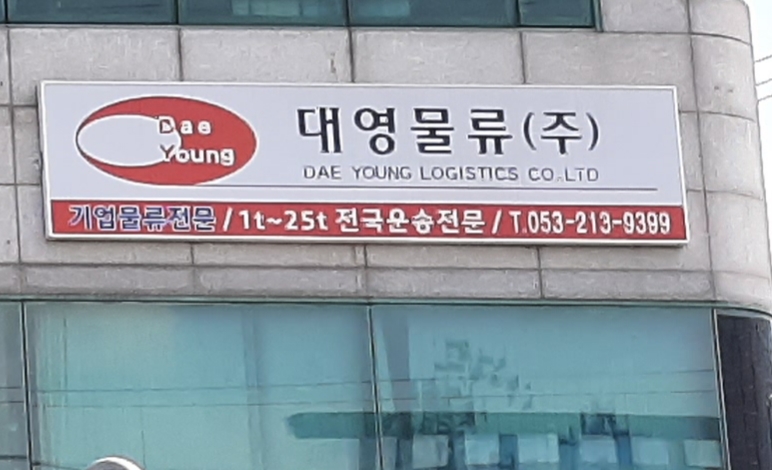 Dae
Young
대영물류(주)
DAE YOUNG LOGISTICS CO.LTD
기업물류전문 / 1t~25t 전국운송전문 / T.053-213-9399